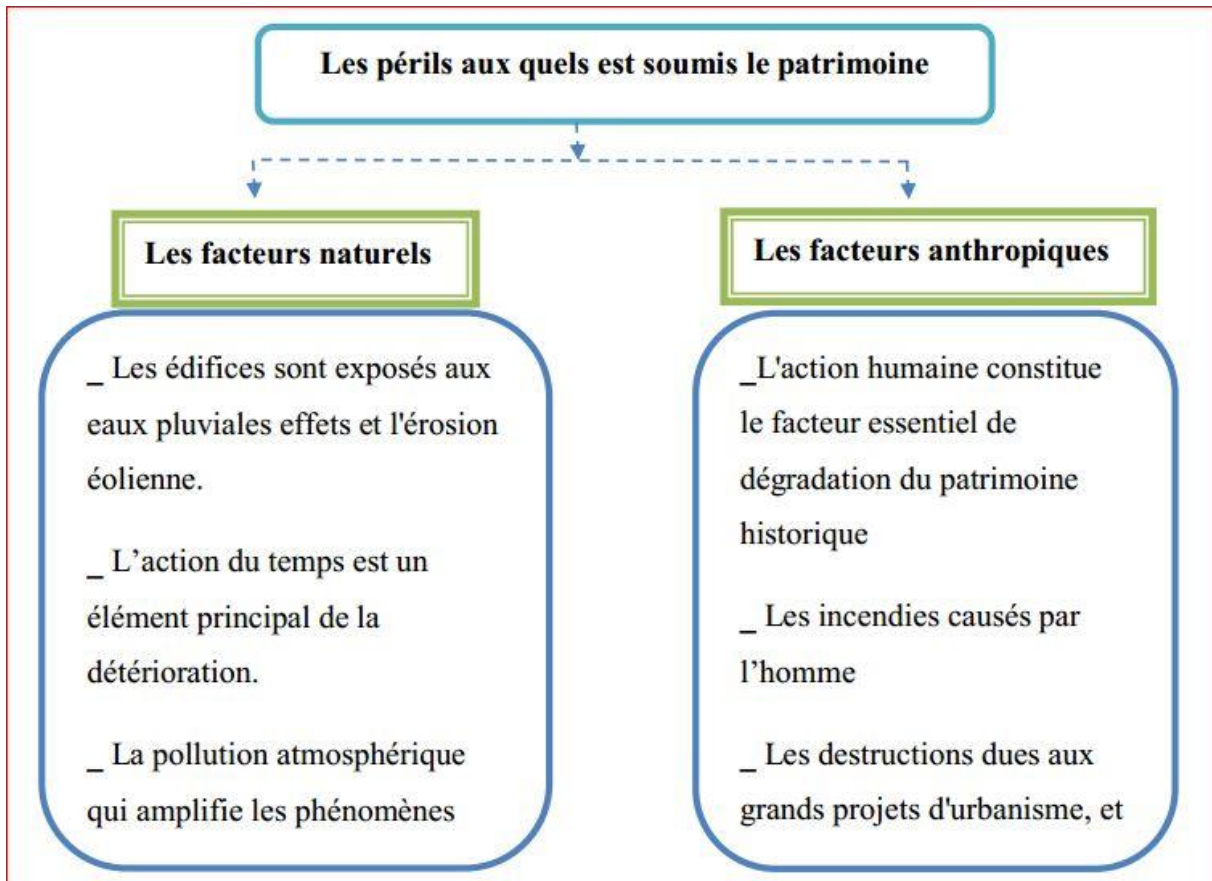 Les périls aux quels est soumis le patrimoine
Les facteurs naturels
_ Les édifices sont exposés aux
eaux pluviales effets et l'érosion
éolienne.
_ L’action du temps est un
élément principal de la
détérioration.
_ La pollution atmosphérique
qui amplifie les phénomènes
Les facteurs anthropiques
_L'action humaine constitue
le facteur essentiel de
dégradation du patrimoine
historique
_ Les incendies causés par
l’homme
_ Les destructions dues aux
grands projets d'urbanisme, et